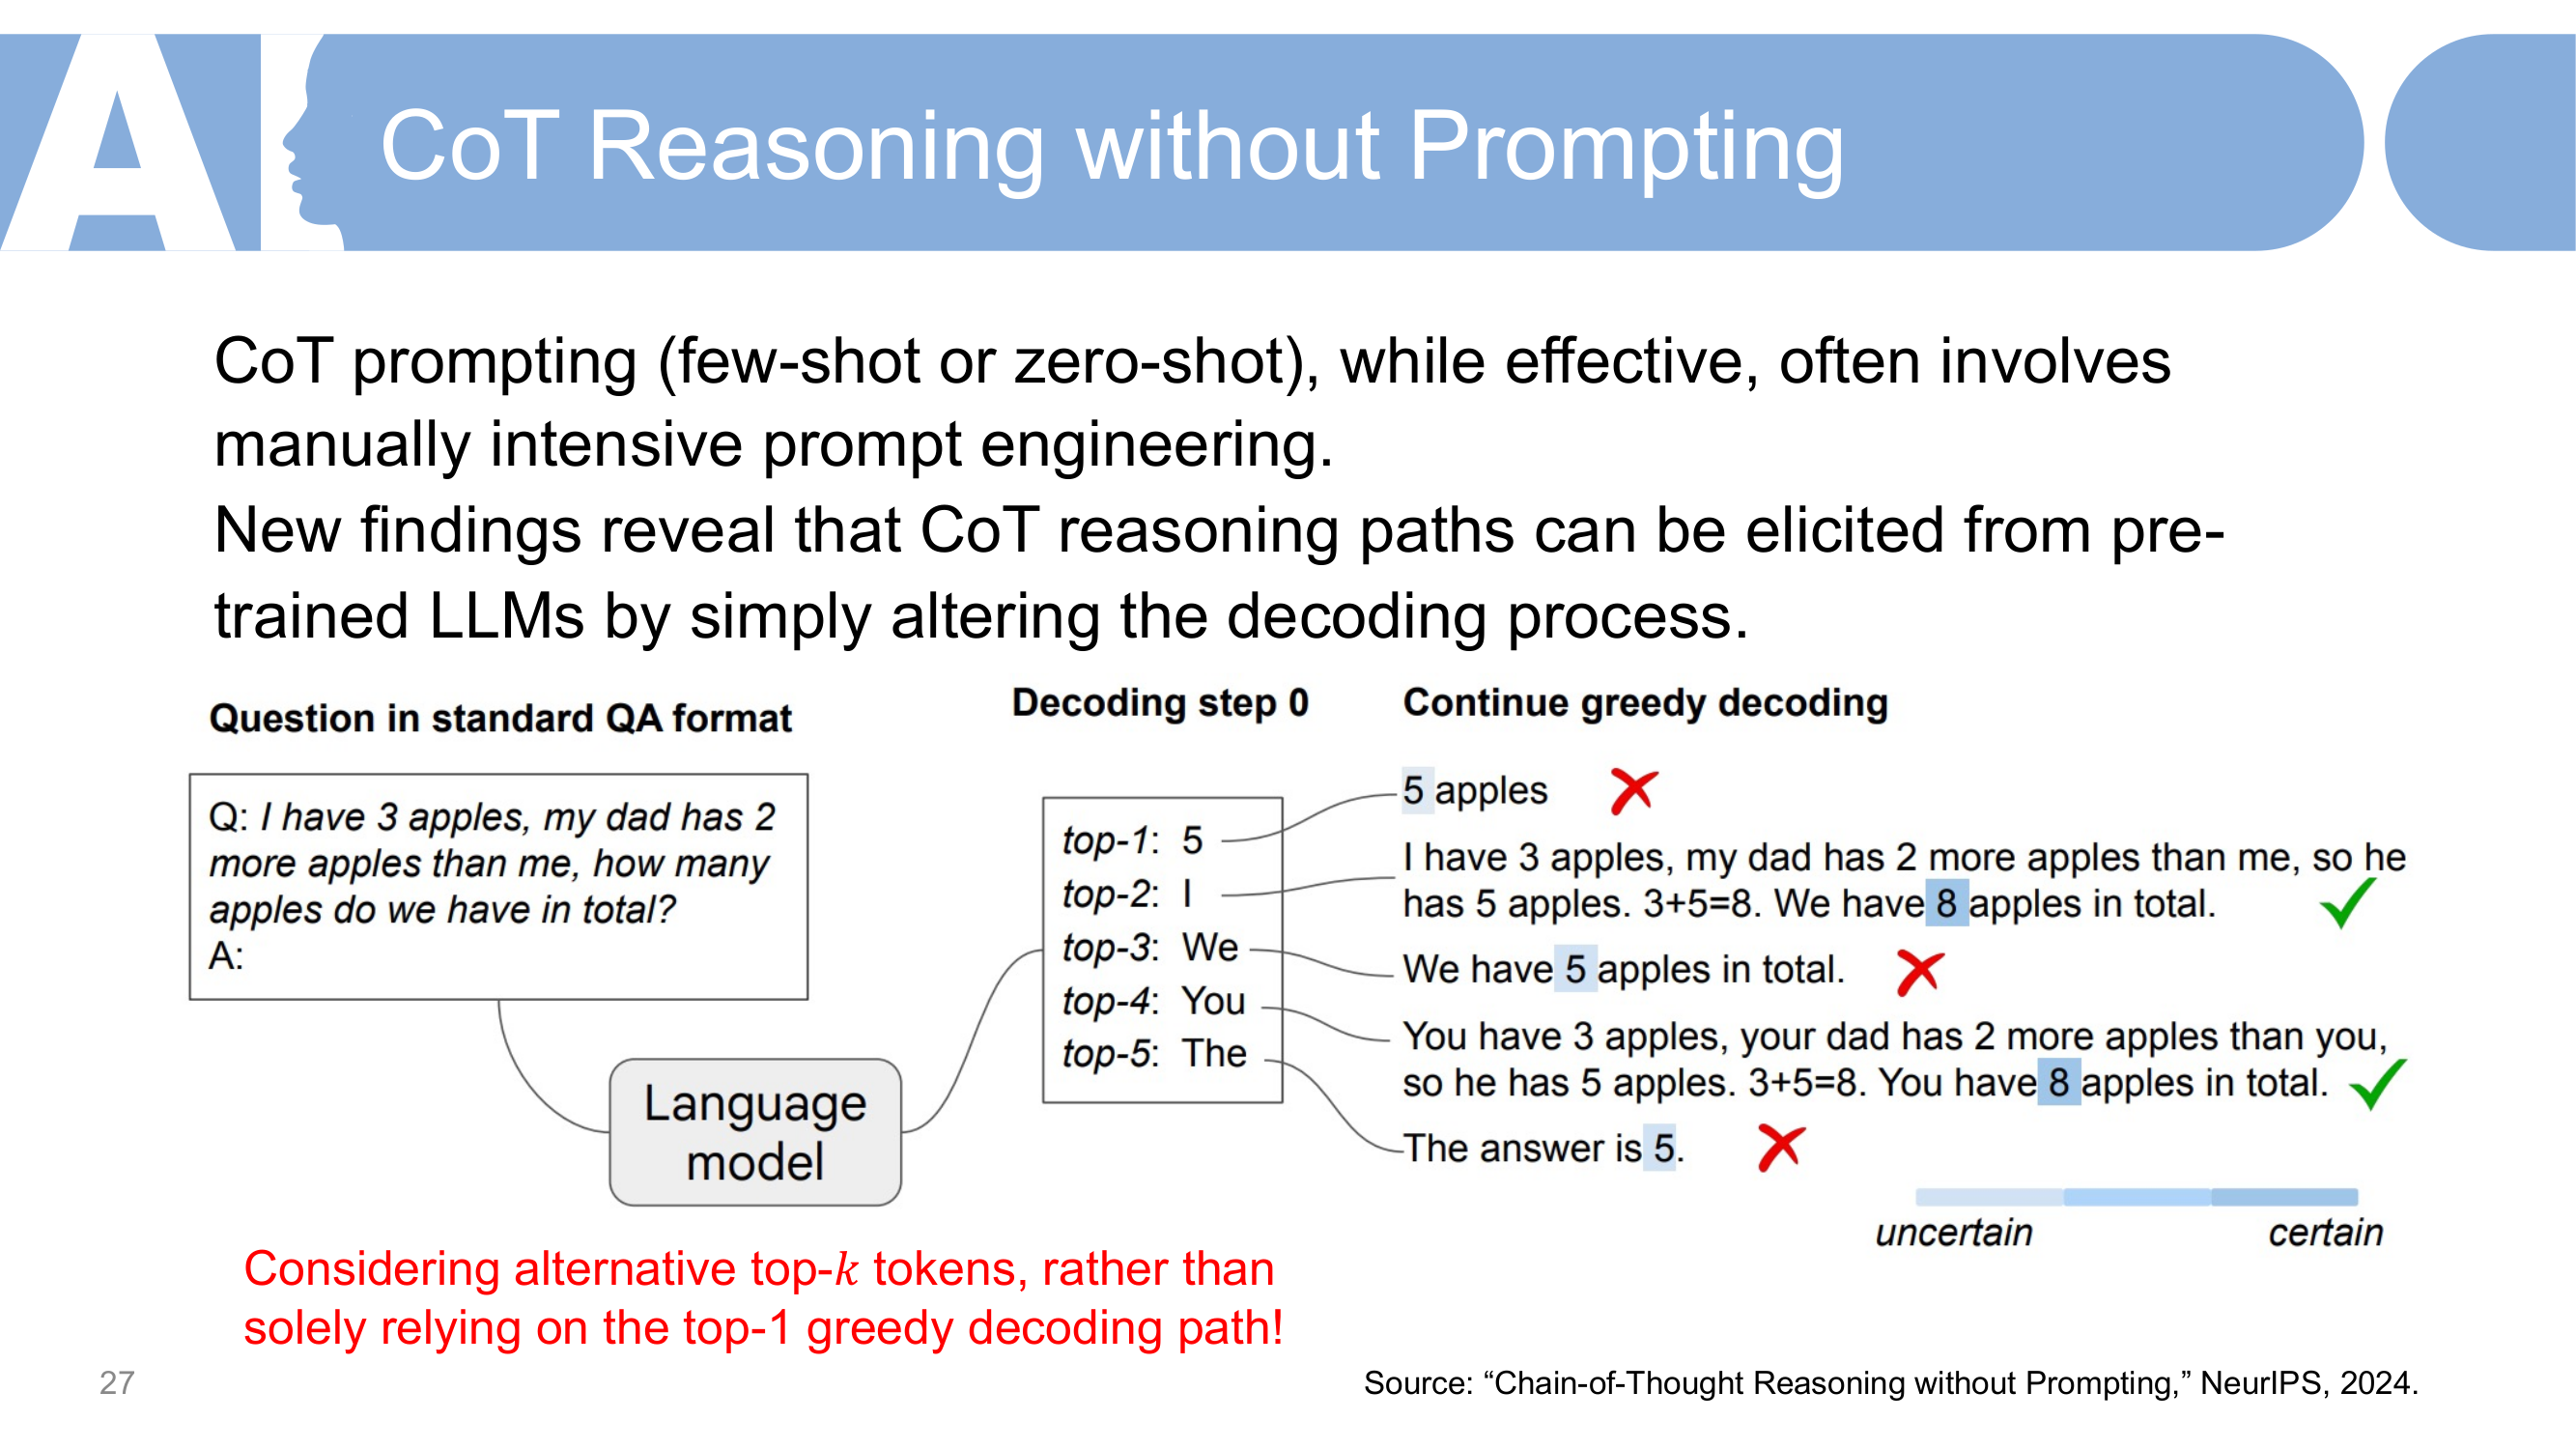 AI
CoT Reasoning without Prompting
CoT prompting (few-shot or zero-shot), while effective, often involves
manually intensive prompt engineering.
New findings reveal that CoT reasoning paths can be elicited from pre-
trained LLMs by simply altering the decoding process.
Question in standard QA format
Q: I have 3 apples, my dad has 2
more apples than me, how many
apples do we have in total?
A:
Language
model
Decoding step 0
top-1: 5
top-2: I
top-3: We
top-4: You
top-5: The
Continue greedy decoding
5 apples
I have 3 apples, my dad has 2 more apples than me, so he
has 5 apples. 3+5=8. We have 8 apples in total.
We have 5 apples in total.
You have 3 apples, your dad has 2 more apples than you,
so he has 5 apples. 3+5=8. You have 8 apples in total.
The answer is 5.
uncertain
certain
Considering alternative top-k tokens, rather than
solely relying on the top-1 greedy decoding path!
27
Source: “Chain-of-Thought Reasoning without Prompting,” NeurIPS, 2024.